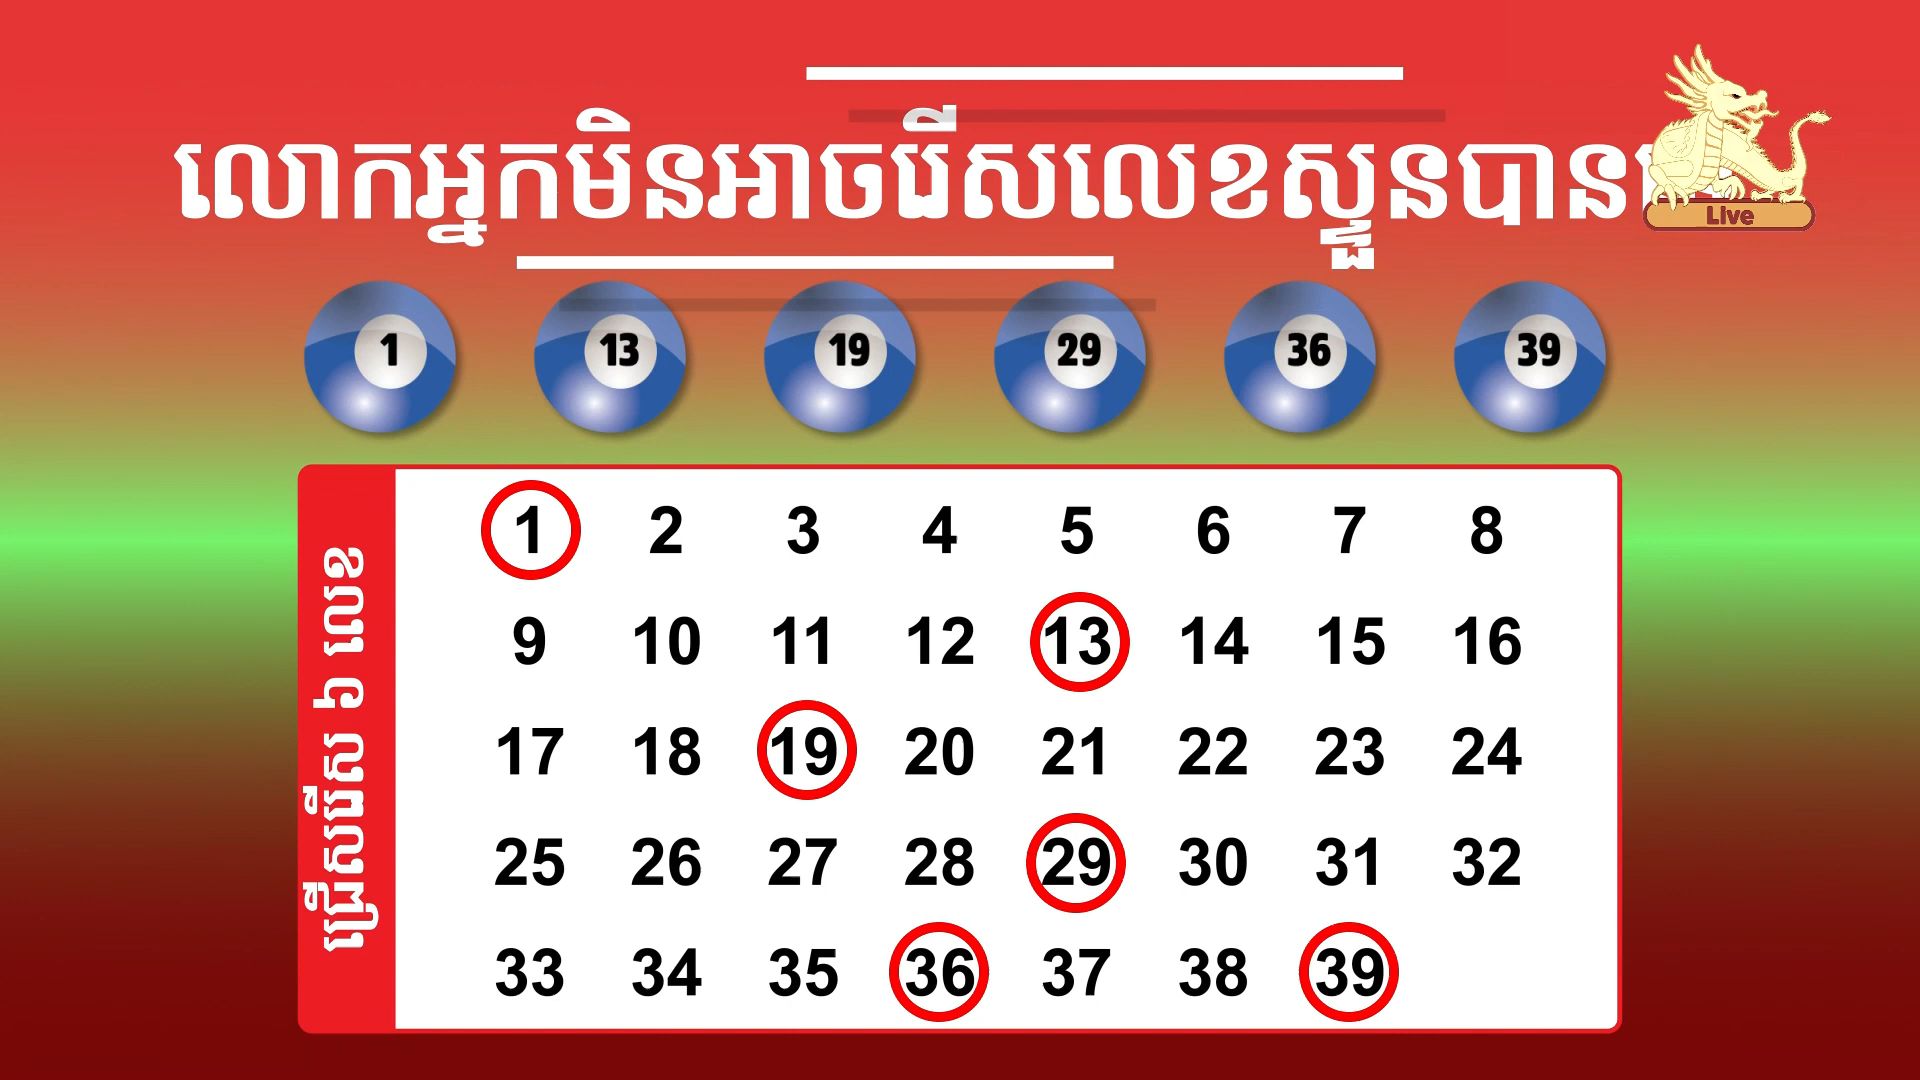 លោកអ្នកមិនអាចរើសលេខស្ទួនបាន
Live
1 13 19 29 36 39
ជ្រើសរើស ៦ លេខ
1 2 3 4 5 6 7 8
9 10 11 12 13 14 15 16
17 18 19 20 21 22 23 24
25 26 27 28 29 30 31 32
33 34 35 36 37 38 39